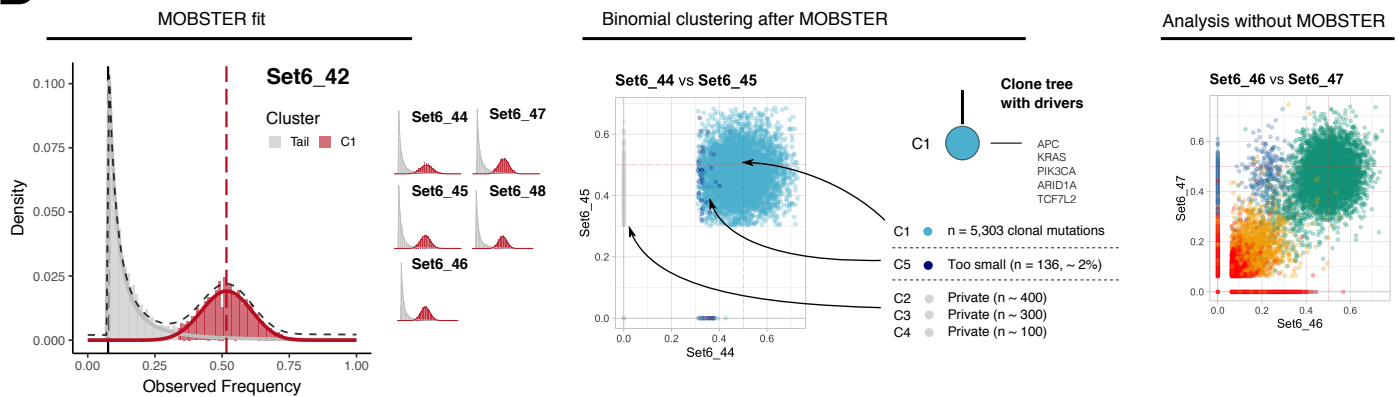 MOBSTER fit
Binomial clustering after MOBSTER
Analysis without MOBSTER
Set6_42
Cluster
Tail
C1
0.100
0.075
0.050
0.025
0.000
Density
0.00
0.25
0.50
0.75
1.00
Observed Frequency
Set6_44
Set6_47
Set6_45
Set6_48
Set6_46
Set6_44 vs Set6_45
0.6
0.4
0.2
0.0
Set6_45
0.0
0.2
0.4
0.6
Set6_44
Clone tree
with drivers
C1
APC
KRAS
PIK3CA
ARID1A
TCF7L2
C1 n = 5,303 clonal mutations
C5 Too small (n = 136, ~ 2%)
C2 Private (n ~ 400)
C3 Private (n ~ 300)
C4 Private (n ~ 100)
Set6_46 vs Set6_47
0.6
0.4
0.2
0.0
Set6_47
0.0
0.2
0.4
0.6
Set6_46